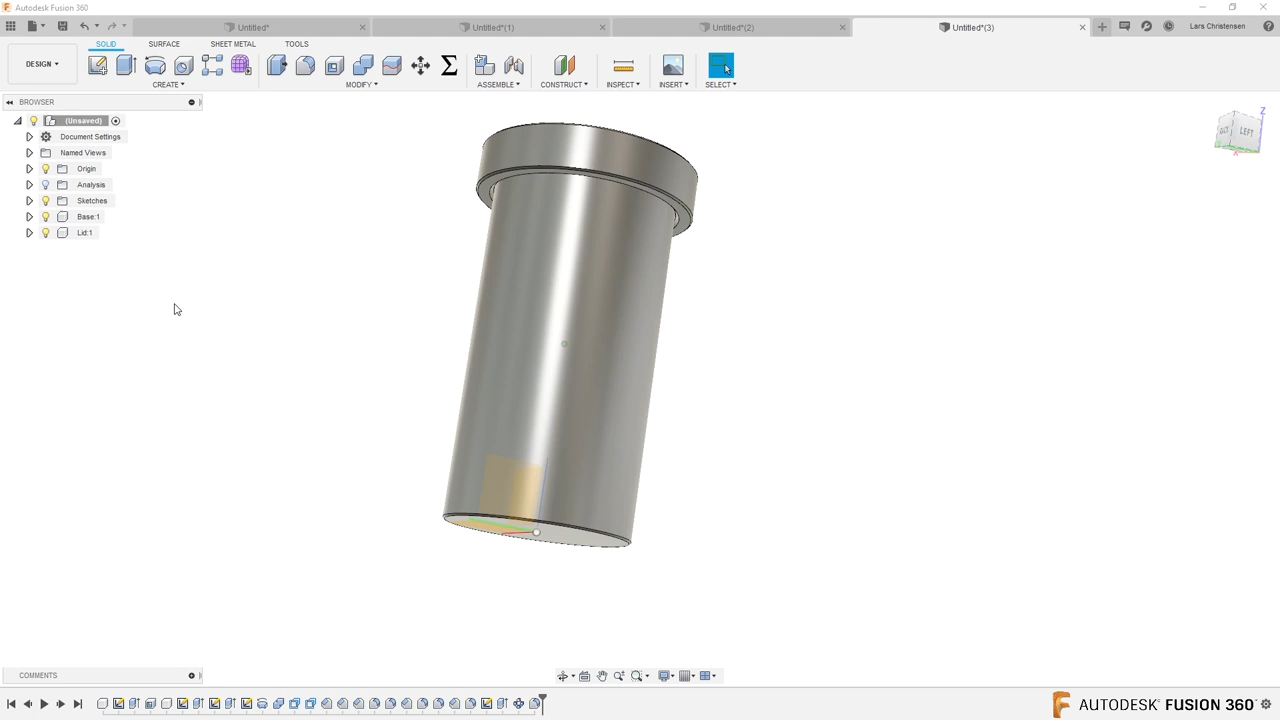 Autodesk Fusion 360
Untitled*
Untitled*(1)
Untitled*(2)
Untitled*(3)
Lars Christensen
SOLID
SURFACE
SHEET METAL
TOOLS
DESIGN
CREATE
MODIFY
ASSEMBLE
CONSTRUCT
INSPECT
INSERT
SELECT
BROWSER
(Unsaved)
Document Settings
Named Views
Origin
Analysis
Sketches
Base:1
Lid:1
Z
LEFT
X
COMMENTS
AUTODESK® FUSION 360™